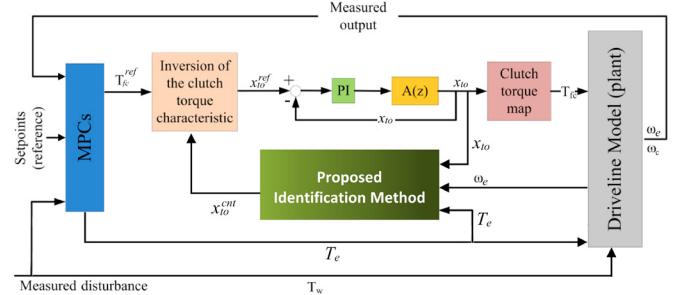 Measured
output
MPCs
Setpoints
(reference)
T_fc^ref
Inversion of
the clutch
torque
characteristic
x_to^ref
+
-
PI
A(z)
x_to
x_to
Clutch
torque
map
T_fc
Driveline Model (plant)
ω_e
ω_c
x_to
Proposed
Identification Method
ω_e
x_to^cnt
T_e
T_e
Measured disturbance
T_w